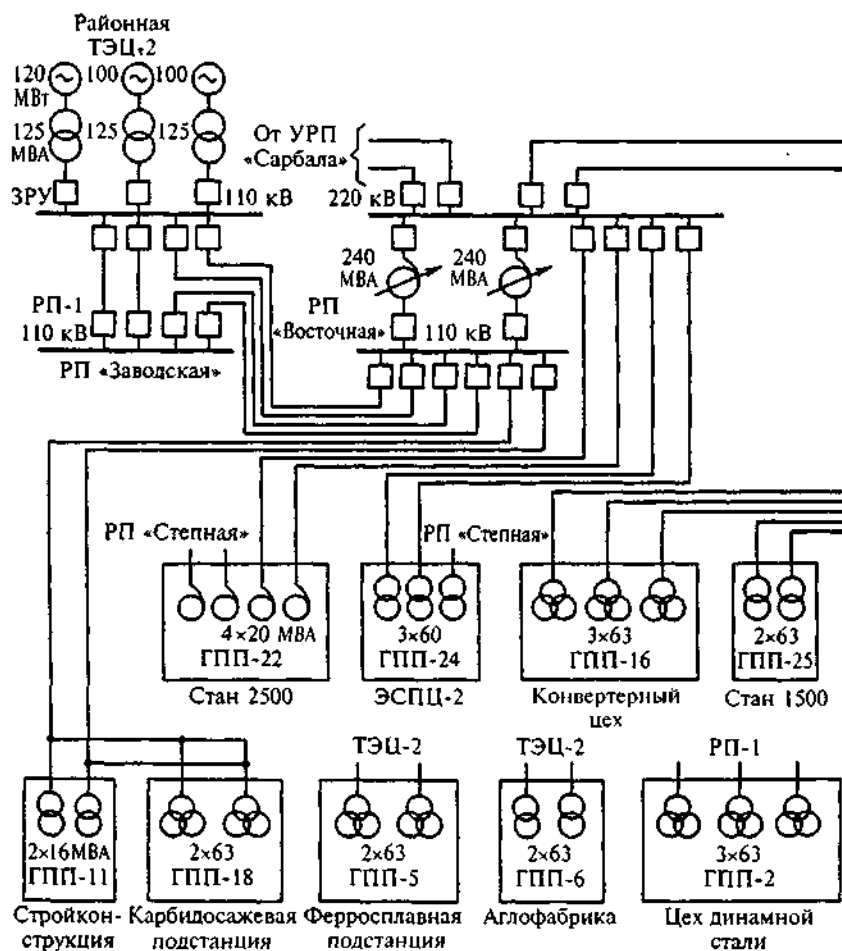 Районная
ТЭЦ-2
120 100 100
МВт
125 125 125
МВА
ЗРУ 110 кВ
От УРП
«Сарбала»
220 кВ
240 240
МВА МВА
РП-1 РП
110 кВ «Восточная» 110 кВ
РП «Заводская»
РП «Степная» РП «Степная»
4×20 МВА 3×60 3×63 2×63
ГПП-22 ГПП-24 ГПП-16 ГПП-25
Стан 2500 ЭСПЦ-2 Конвертерный Стан 1500
цех
ТЭЦ-2 ТЭЦ-2 РП-1
2×16 МВА 2×63 2×63 2×63 3×63
ГПП-11 ГПП-18 ГПП-5 ГПП-6 ГПП-2
Стройкон- Карбидосажевая Ферросплавная Аглофабрика Цех динамной
струкция подстанция подстанция стали